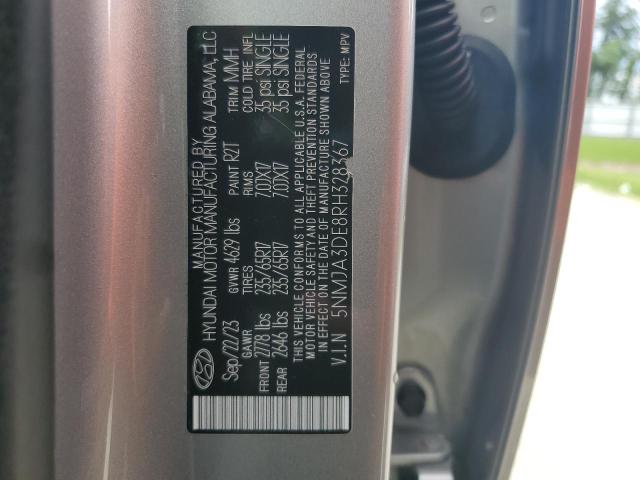 MANUFACTURED BY
HYUNDAI MOTOR MANUFACTURING ALABAMA, LLC
Sep/22/23 GVWR 4629 lbs PAINT R2T TRIM MMH
GAWR TIRES RIMS COLD TIRE INFL
FRONT 2778 lbs 235/65R17 7.00X17 35 psi SINGLE
REAR 2646 lbs 235/65R17 7.00X17 35 psi SINGLE
THIS VEHICLE CONFORMS TO ALL APPLICABLE U.S.A. FEDERAL
MOTOR VEHICLE SAFETY, BUMPER, AND THEFT PREVENTION STANDARDS
IN EFFECT ON THE DATE OF MANUFACTURE SHOWN ABOVE
V.I.N 5NMJA3DE8RH328367 TYPE: MPV